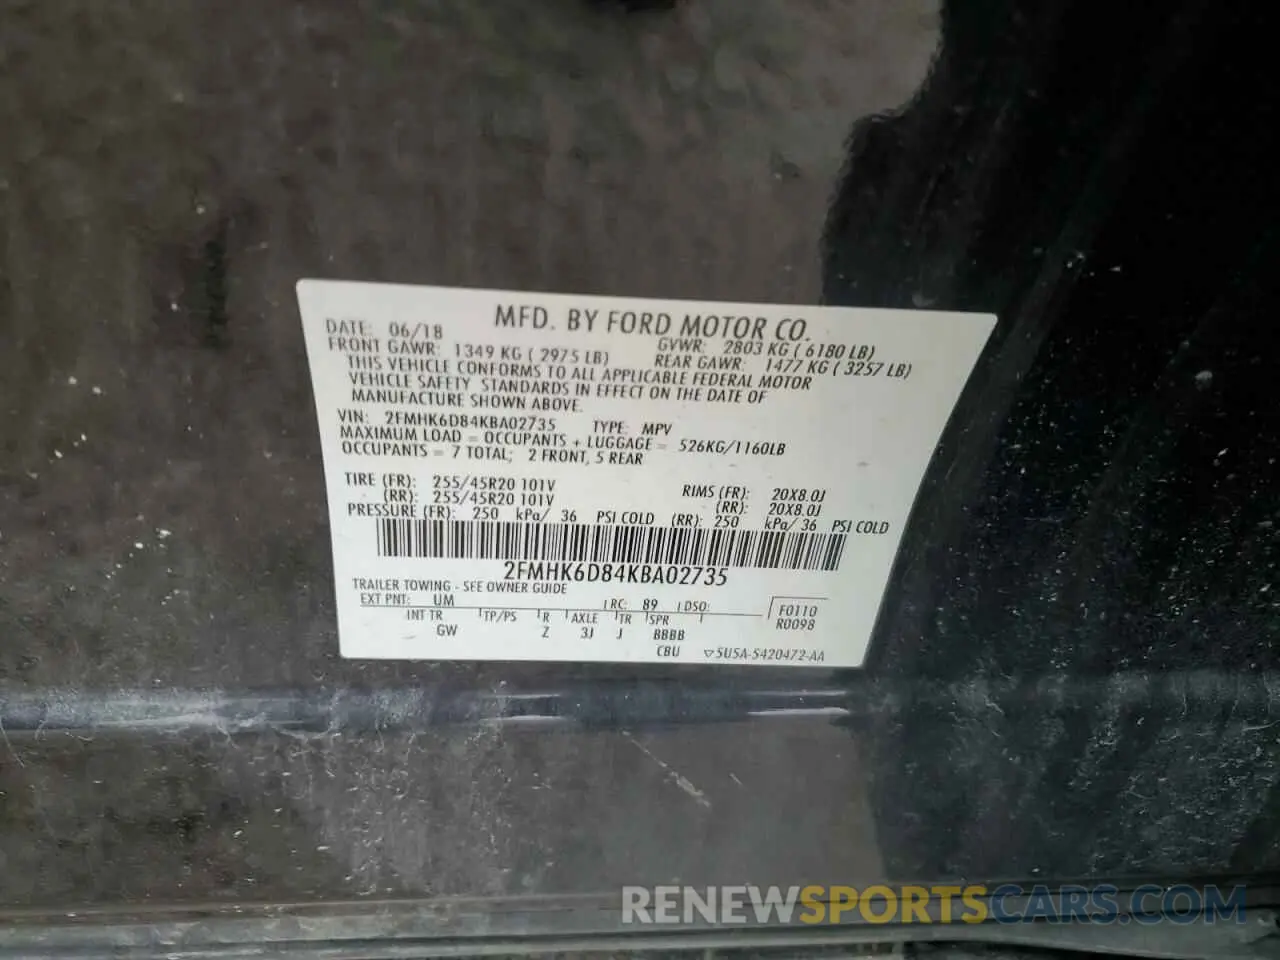 MFD. BY FORD MOTOR CO.
DATE: 06/18 GVWR: 2803 KG ( 6180 LB)
FRONT GAWR: 1349 KG ( 2975 LB) REAR GAWR: 1477 KG ( 3257 LB)
THIS VEHICLE CONFORMS TO ALL APPLICABLE FEDERAL MOTOR
VEHICLE SAFETY STANDARDS IN EFFECT ON THE DATE OF
MANUFACTURE SHOWN ABOVE.
VIN: 2FMHK6D84KBA02735 TYPE: MPV
MAXIMUM LOAD = OCCUPANTS + LUGGAGE = 526KG/1160LB
OCCUPANTS = 7 TOTAL; 2 FRONT, 5 REAR
TIRE (FR): 255/45R20 101V RIMS (FR): 20X8.0J
(RR): 255/45R20 101V (RR): 20X8.0J
PRESSURE (FR): 250 kPa/ 36 PSI COLD (RR): 250 kPa/ 36 PSI COLD
2FMHK6D84KBA02735
TRAILER TOWING - SEE OWNER GUIDE
EXT PNT: UM RC: 89 DSO: F0110
INT TR TP/PS R AXLE TR SPR R0098
GW Z 3J J BBBB
CBU ▽5U5A-5420472-AA
RENEWSPORTSCARS.COM